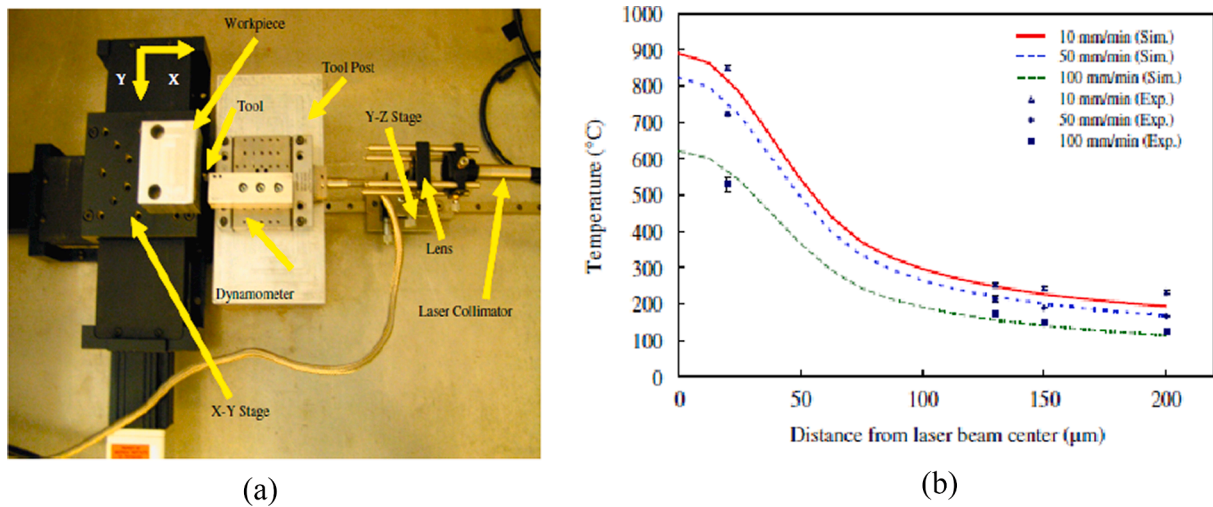 Workpiece
Y X
Tool Post
Tool
Y-Z Stage
Lens
Dynamometer
Laser Collimator
X-Y Stage
(a)
1000
900
800
700
600
500
400
300
200
100
0
Temperature (°C)
10 mm/min (Sim.)
50 mm/min (Sim.)
100 mm/min (Sim.)
10 mm/min (Exp.)
50 mm/min (Exp.)
100 mm/min (Exp.)
0 50 100 150 200
Distance from laser beam center (μm)
(b)